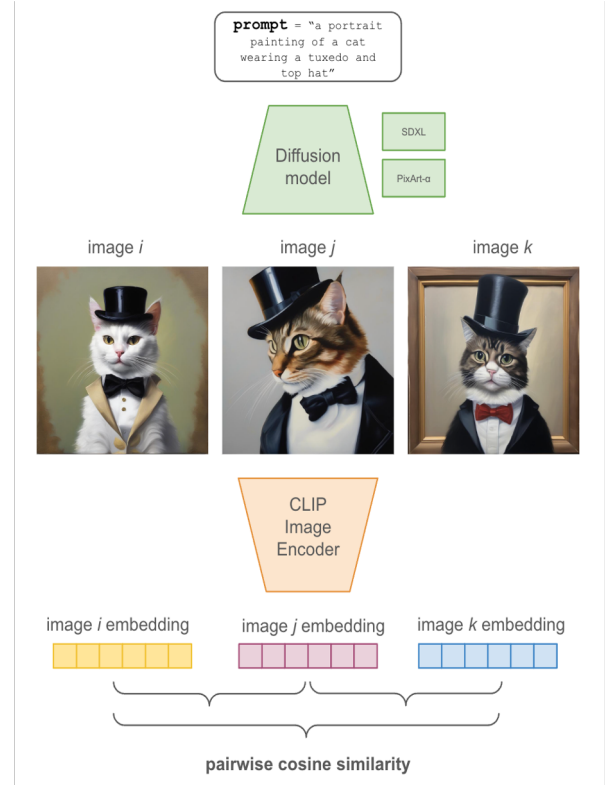 prompt = “a portrait
painting of a cat
wearing a tuxedo and
top hat”
Diffusion
model
SDXL
PixArt-α
image i
image j
image k
CLIP
Image
Encoder
image i embedding
image j embedding
image k embedding
pairwise cosine similarity